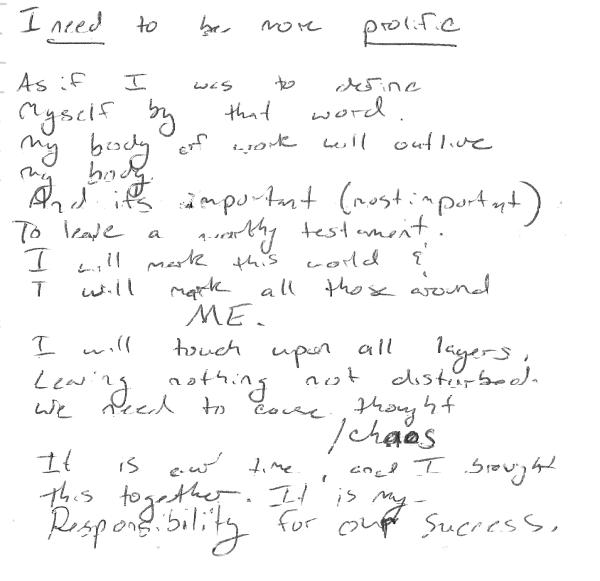 I need to be more prolific
As if I was to define
Myself by that word.
My body of work will outlive
my body.
And it's important (most important)
To leave a worthy testament.
I will mark this world &
I will mark all those around
ME.
I will touch upon all layers,
Leaving nothing not disturbed.
We need to cause thought
/chaos
It is our time, and I brought
this together. It is my
Responsibility for our success.